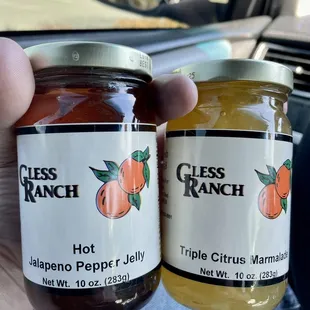 GLESS
RANCH
Hot
Jalapeno Pepper Jelly
Net Wt. 10 oz. (283g)
GLESS
RANCH
Triple Citrus Marmalade
Net Wt. 10 oz. (283g)